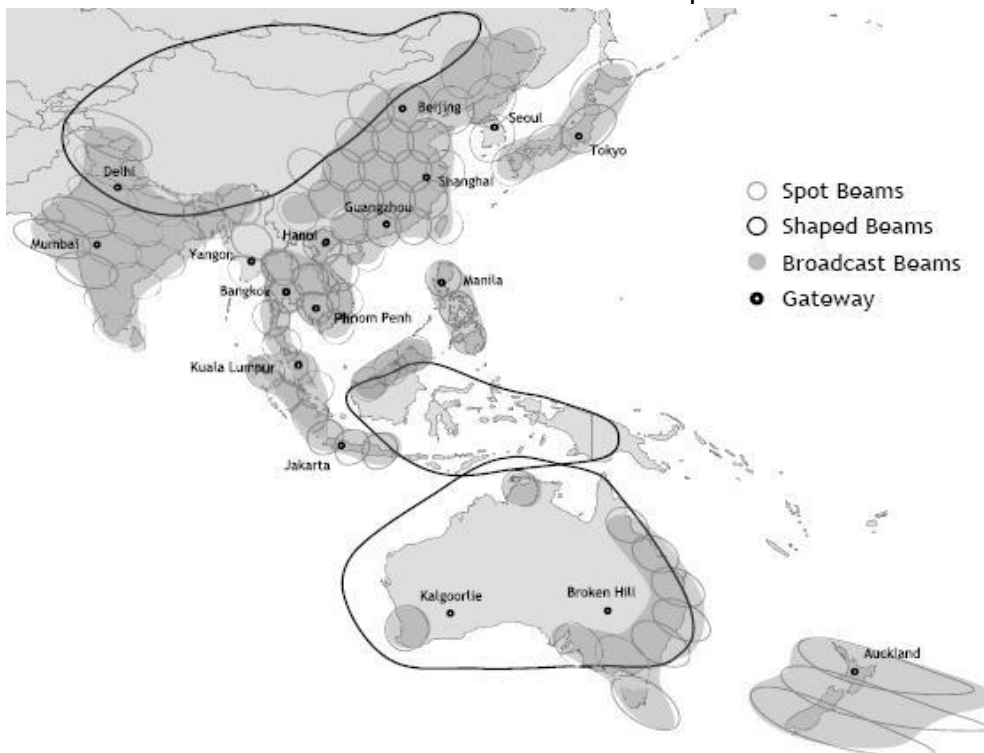 Beijing
Seoul
Tokyo
Delhi
Shanghai
Guangzhou
Spot Beams
Shaped Beams
Broadcast Beams
Gateway
Mumbai
Hanoi
Yangon
Manila
Bangkok
Phnom Penh
Kuala Lumpur
Jakarta
Kalgoorlie
Broken Hill
Auckland